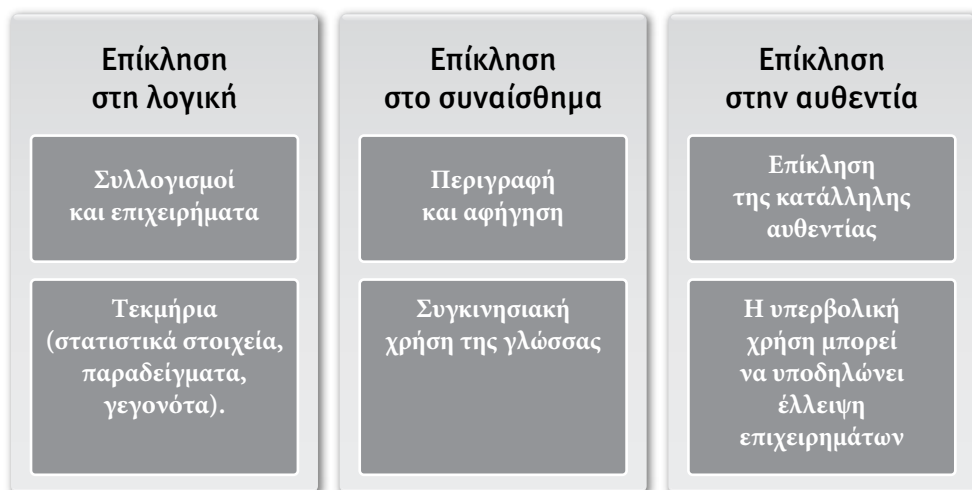 Επίκληση
στη λογική
Συλλογισμοί
και επιχειρήματα
Τεκμήρια
(στατιστικά στοιχεία,
παραδείγματα,
γεγονότα).
Επίκληση
στο συναίσθημα
Περιγραφή
και αφήγηση
Συγκινησιακή
χρήση της γλώσσας
Επίκληση
στην αυθεντία
Επίκληση
της κατάλληλης
αυθεντίας
Η υπερβολική
χρήση μπορεί
να υποδηλώνει
έλλειψη
επιχειρημάτων